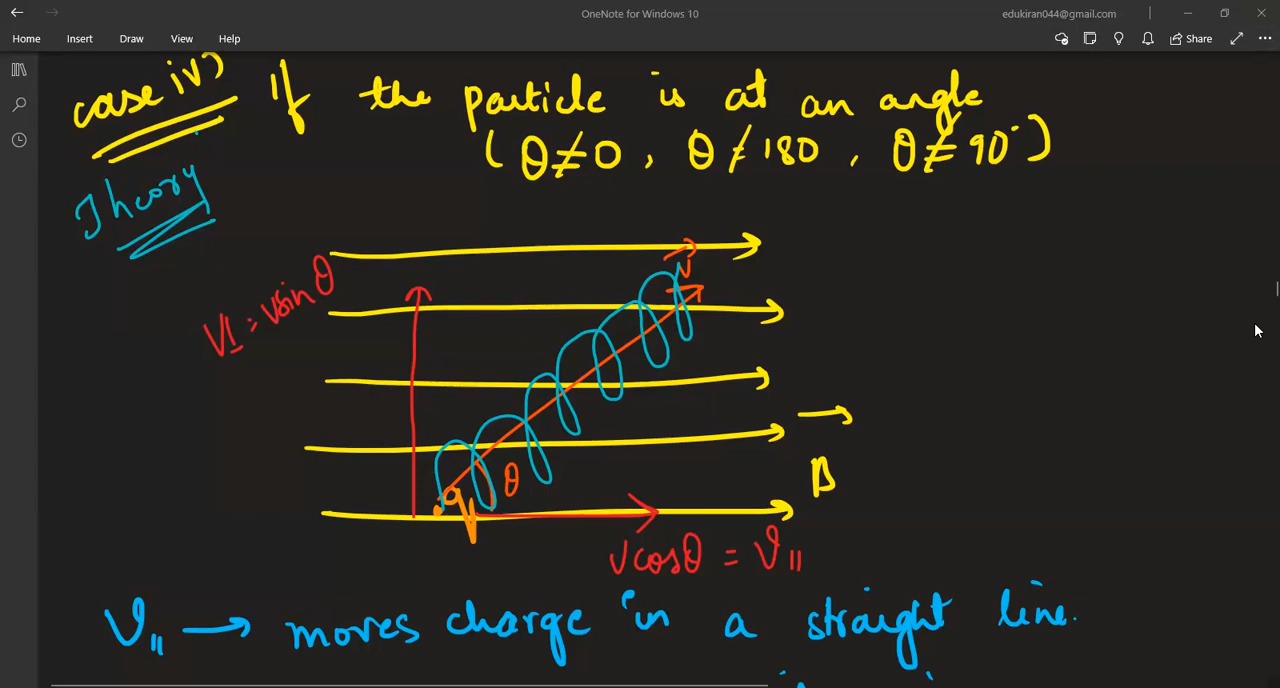 OneNote for Windows 10
edukiran044@gmail.com
Home Insert Draw View Help
Share
case iv) If the particle is at an angle
(θ≠0, θ≠180, θ≠90°)
Theory
V⊥ = Vsinθ
V
θ
q
B
Vcosθ = V||
V|| → moves charge in a straight line.